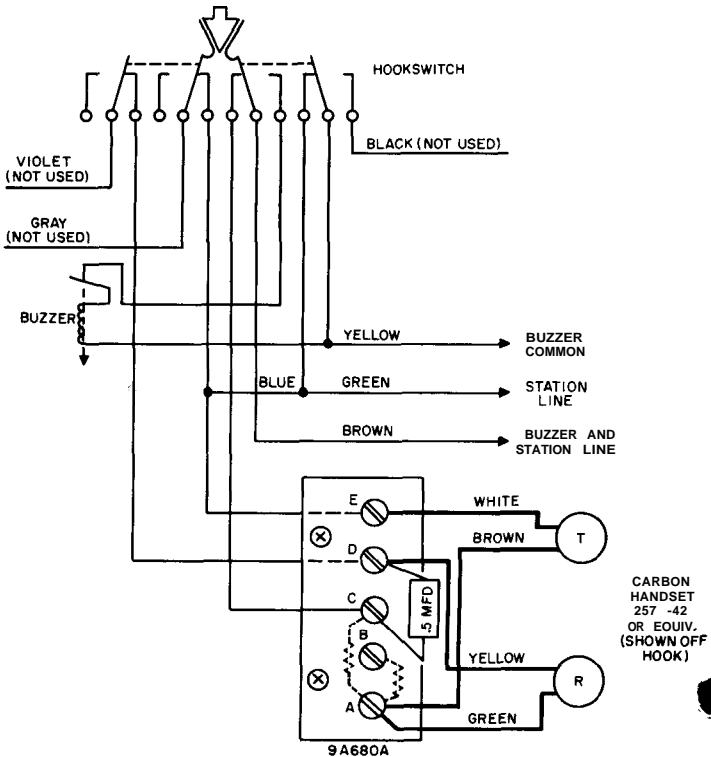 HOOKSWITCH
BLACK (NOT USED)
VIOLET
(NOT USED)
GRAY
(NOT USED)
BUZZER
YELLOW
BUZZER
COMMON
BLUE
GREEN
STATION
LINE
BROWN
BUZZER AND
STATION LINE
E
WHITE
T
D
BROWN
C
.5 MFD
B
CARBON
HANDSET
257 -42
OR EQUIV.
(SHOWN OFF
HOOK)
YELLOW
R
A
GREEN
9A680A